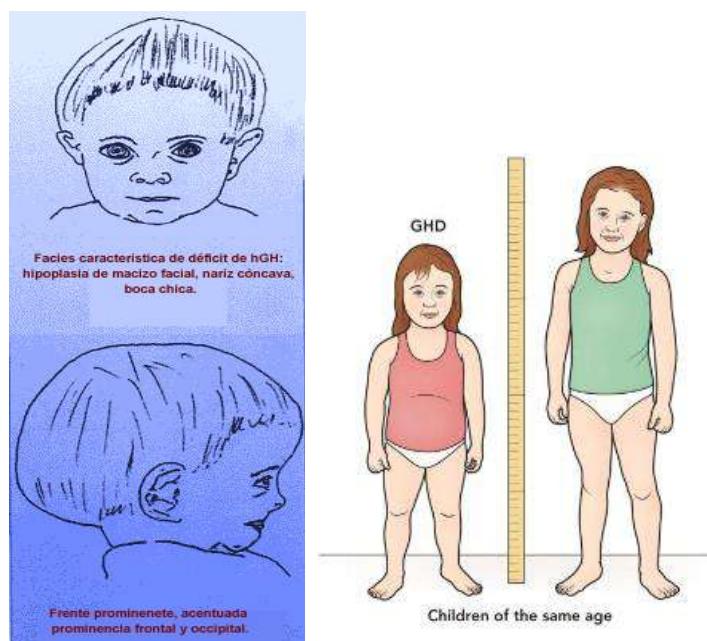 Facies característica de déficit de hGH:
hipoplasia de macizo facial, nariz cóncava,
boca chica.
Frente prominenete, acentuada
prominencia frontal y occipital.
GHD
Children of the same age